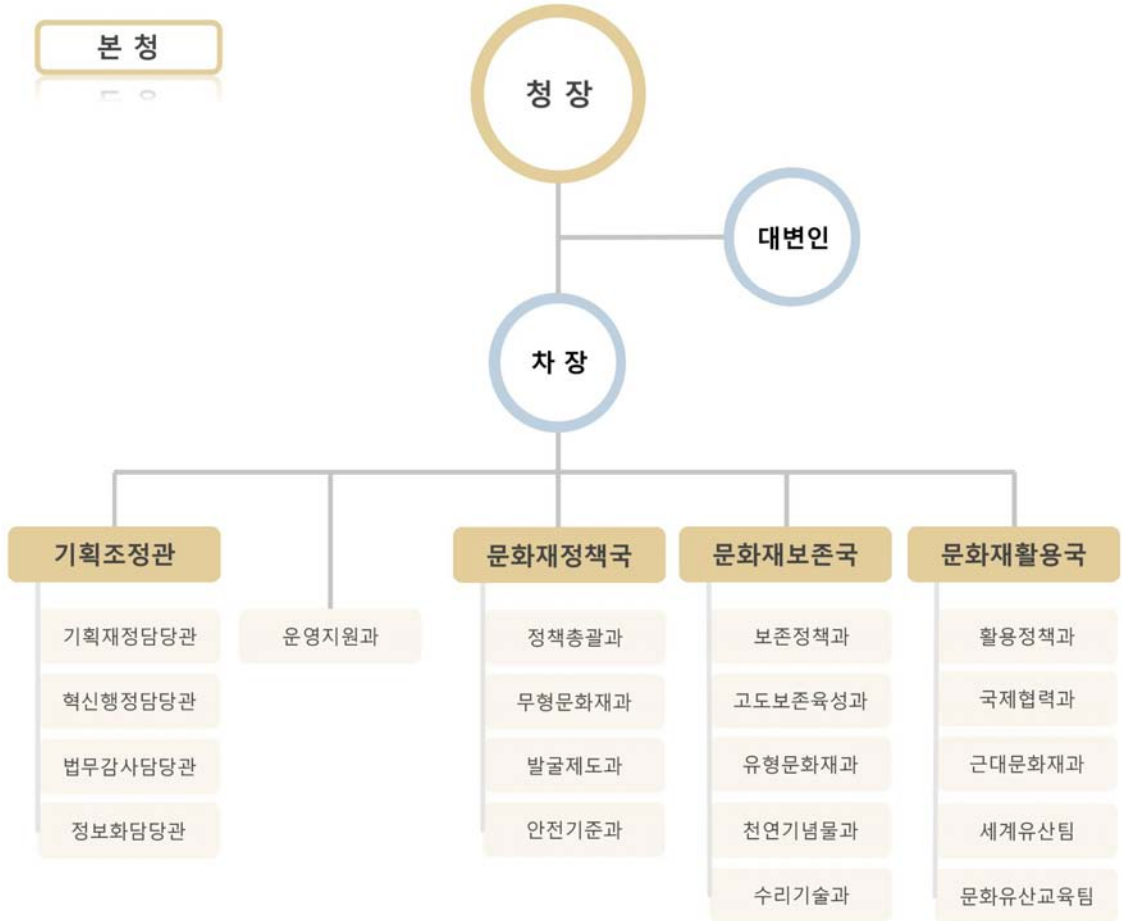 본 청
청 장
대변인
차 장
기획조정관
기획재정담당관
혁신행정담당관
법무감사담당관
정보화담당관
운영지원과
문화재정책국
정책총괄과
무형문화재과
발굴제도과
안전기준과
문화재보존국
보존정책과
고도보존육성과
유형문화재과
천연기념물과
수리기술과
문화재활용국
활용정책과
국제협력과
근대문화재과
세계유산팀
문화유산교육팀